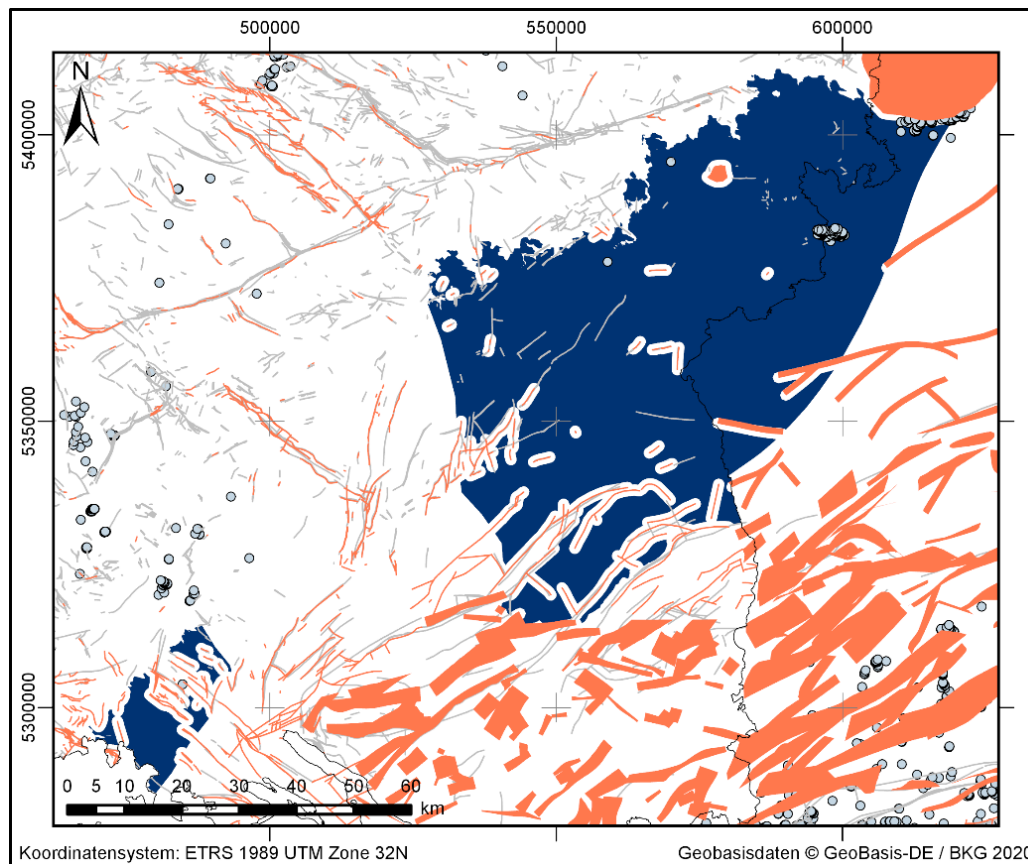 500000 550000 600000
N
5400000
5350000
5300000
0 5 10 20 30 40 50 60
km
Koordinatensystem: ETRS 1989 UTM Zone 32N
Geobasisdaten © GeoBasis-DE / BKG 2020